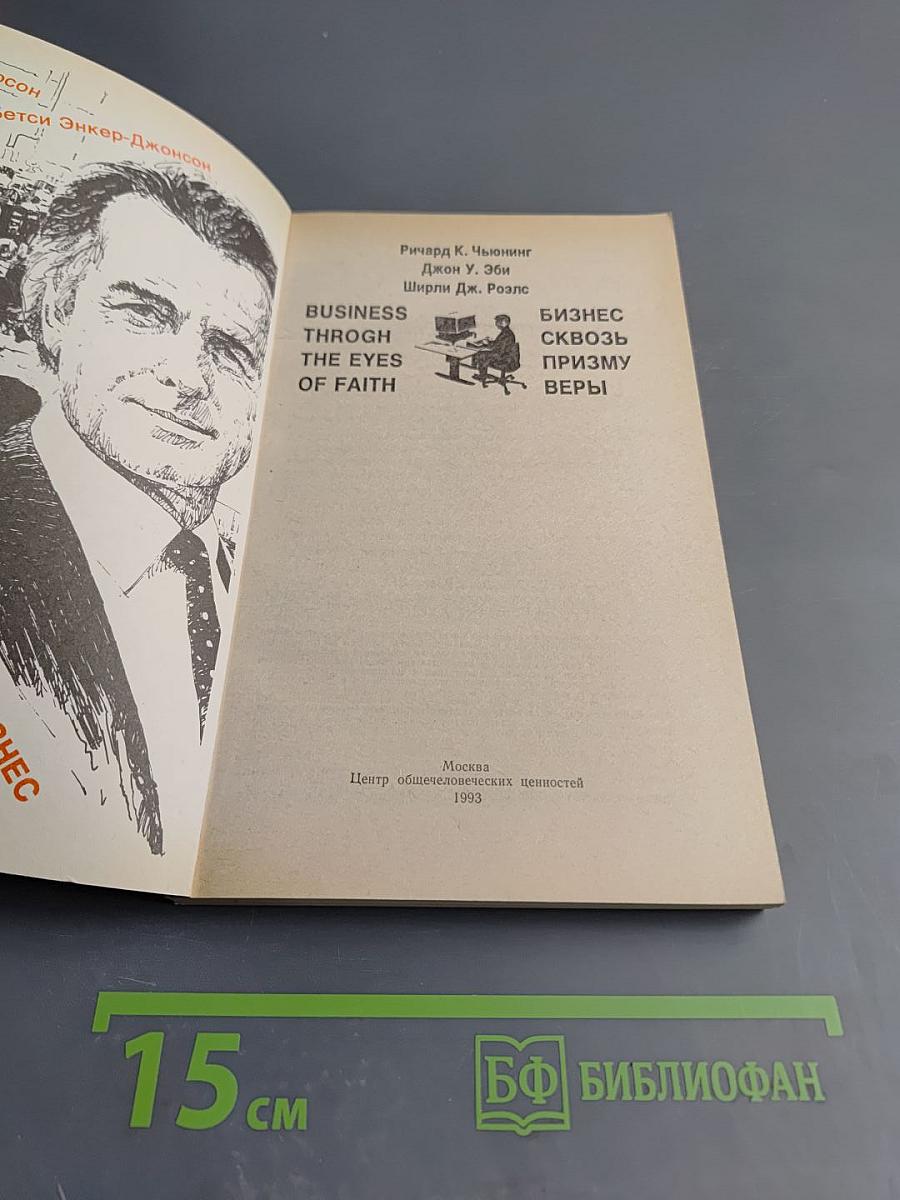 Бетси Энкер-Джонсон
Ричард К. Чьюнинг
Джон У. Эби
Ширли Дж. Роэлс
BUSINESS
THROGH
THE EYES
OF FAITH
БИЗНЕС
СКВОЗЬ
ПРИЗМУ
ВЕРЫ
Москва
Центр общечеловеческих ценностей
1993
15 см
БФ БИБЛИОФАН